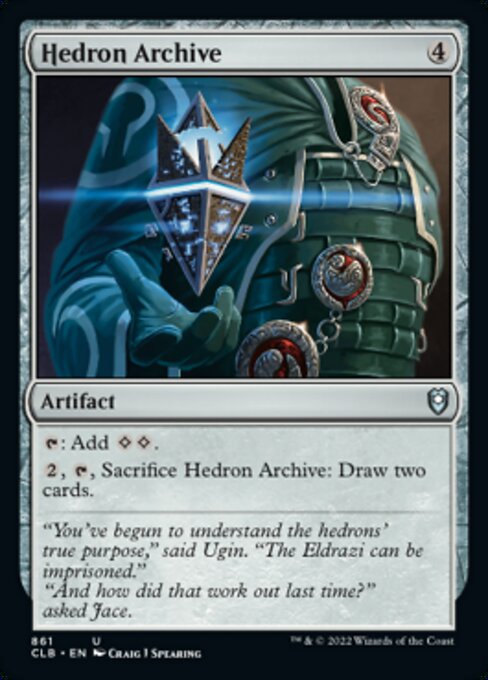 Hedron Archive 4
Artifact
: Add .
2, , Sacrifice Hedron Archive: Draw two
cards.
“You’ve begun to understand the hedrons’
true purpose,” said Ugin. “The Eldrazi can be
imprisoned.”
“And how did that work out last time?”
asked Jace.
861 U
CLB • EN Craig J Spearing
™ & © 2022 Wizards of the Coast